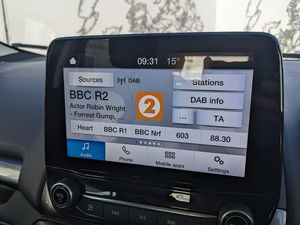 09:31 15°
Sources DAB Stations
BBC R2
Actor Robin Wright
- Forrest Gump, ...
2
DAB info
... TA
Heart BBC R1 BBC Nrf 603 88.30
Audio Phone Mobile apps Settings